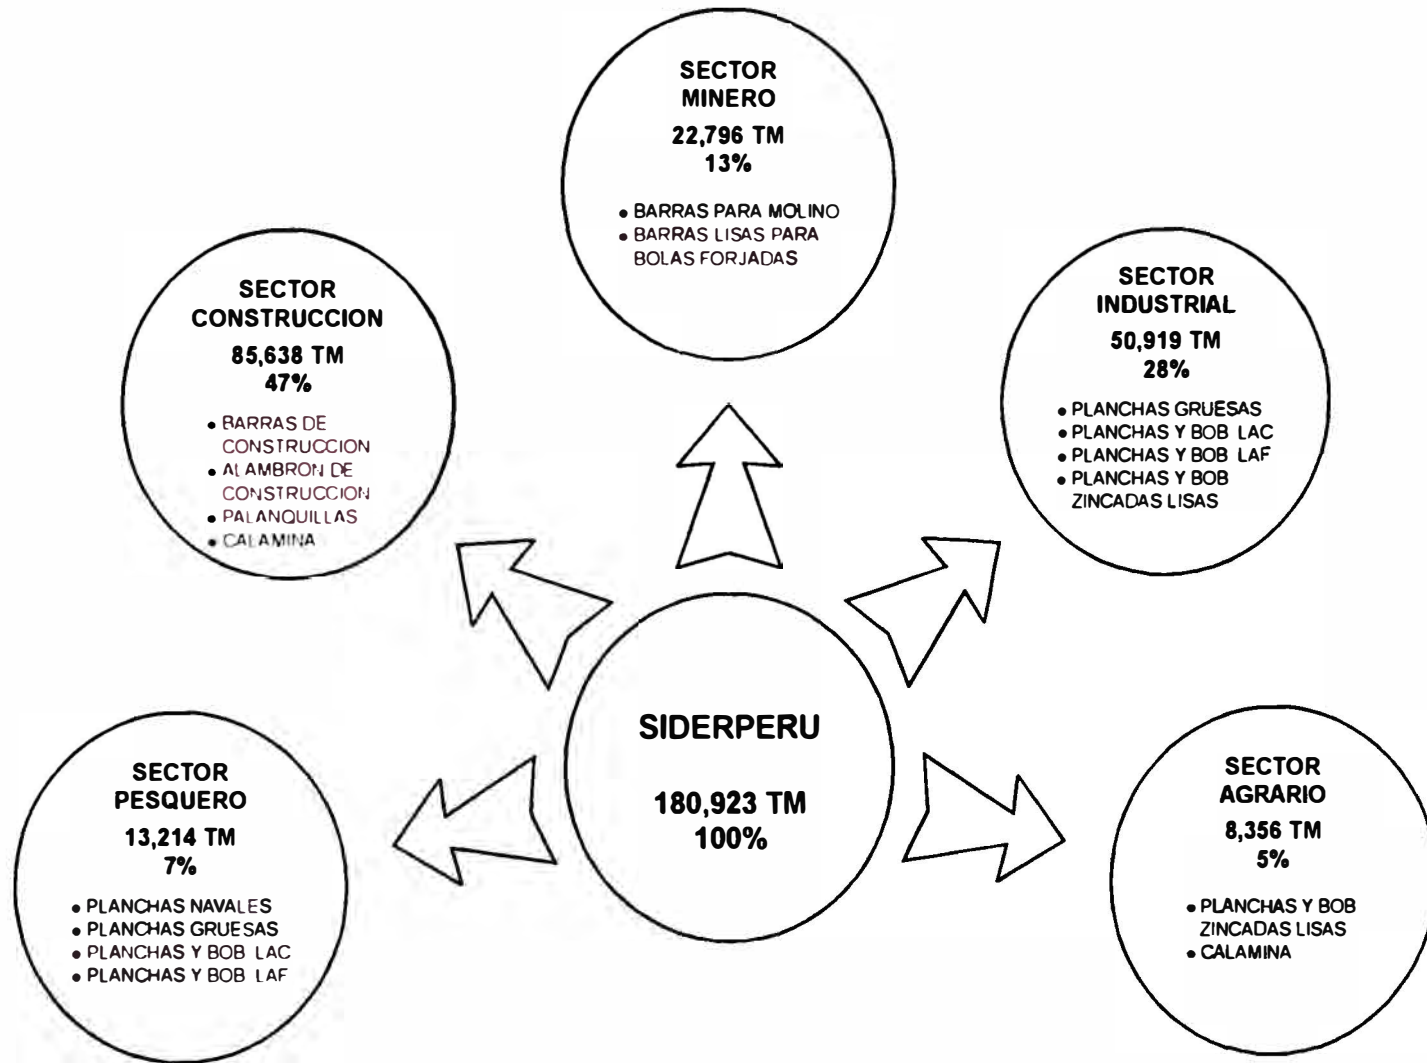 SECTOR
MINERO
22,796 TM
13%
• BARRAS PARA MOLINO
• BARRAS LISAS PARA
BOLAS FORJADAS
SECTOR
CONSTRUCCION
85,638 TM
47%
• BARRAS DE
CONSTRUCCION
• ALAMBRON DE
CONSTRUCCION
• PALANQUILLAS
• CALAMINA
SECTOR
INDUSTRIAL
50,919 TM
28%
• PLANCHAS GRUESAS
• PLANCHAS Y BOB LAC
• PLANCHAS Y BOB LAF
• PLANCHAS Y BOB
ZINCADAS LISAS
SIDERPERU
180,923 TM
100%
SECTOR
PESQUERO
13,214 TM
7%
• PLANCHAS NAVALES
• PLANCHAS GRUESAS
• PLANCHAS Y BOB LAC
• PLANCHAS Y BOB LAF
SECTOR
AGRARIO
8,356 TM
5%
• PLANCHAS Y BOB
ZINCADAS LISAS
• CALAMINA